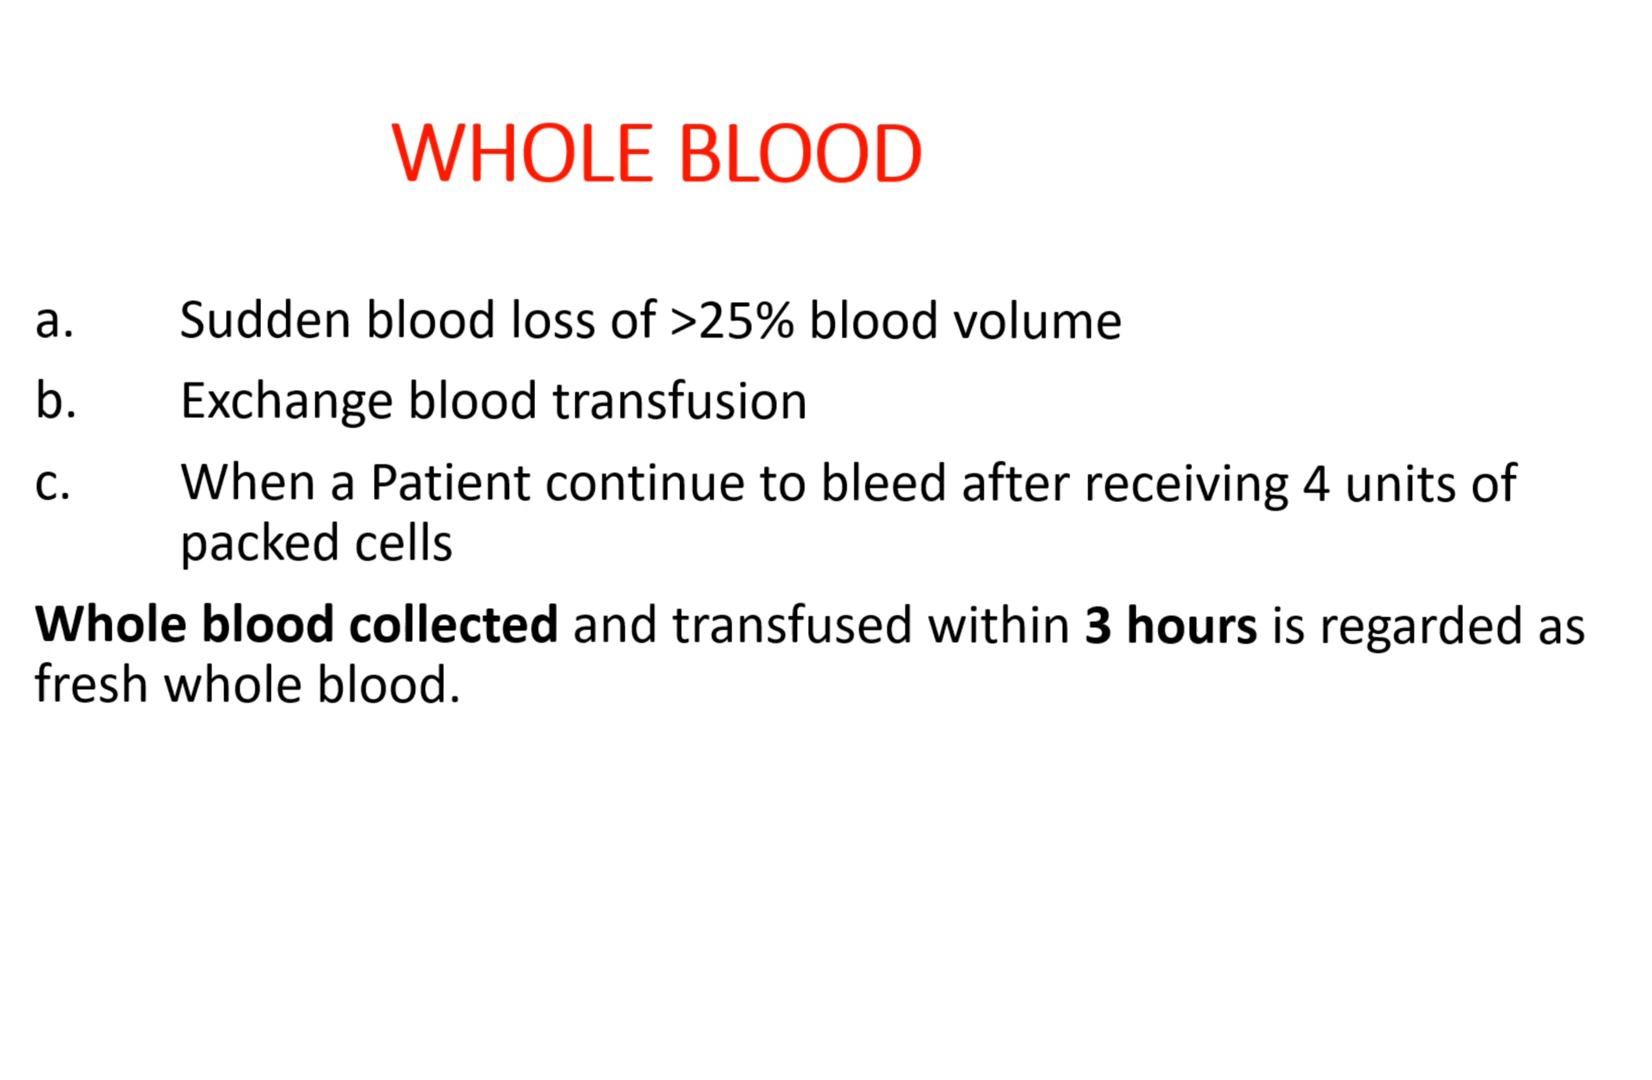 WHOLE BLOOD
a. Sudden blood loss of >25% blood volume
b. Exchange blood transfusion
c. When a Patient continue to bleed after receiving 4 units of
packed cells
Whole blood collected and transfused within 3 hours is regarded as
fresh whole blood.